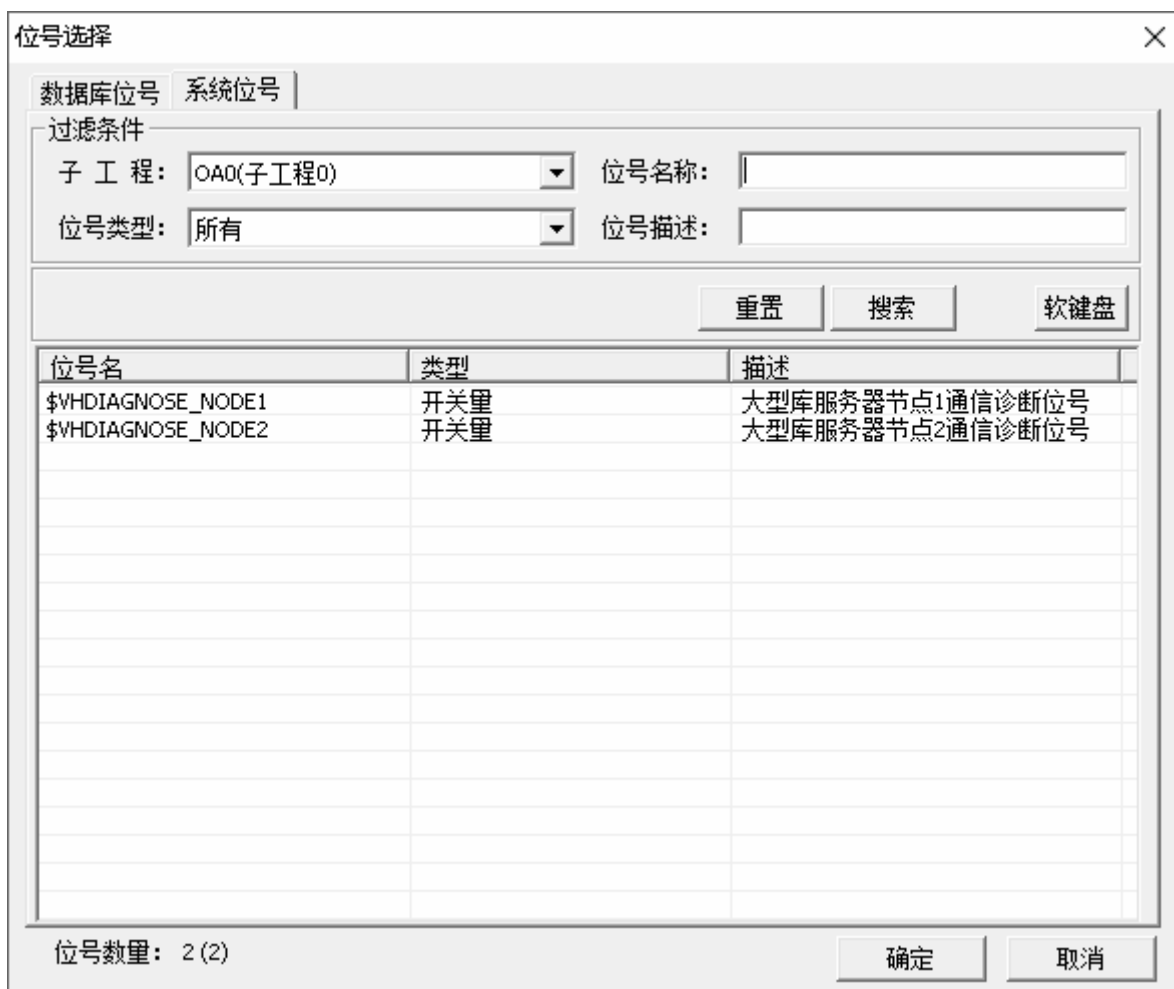 位号选择
数据库位号 系统位号
过滤条件
子 工 程： OA0(子工程0) 位号名称：
位号类型： 所有 位号描述：
重置 搜索 软键盘
位号名 类型 描述
$VHDIAGNOSE_NODE1 开关量 大型库服务器节点1通信诊断位号
$VHDIAGNOSE_NODE2 开关量 大型库服务器节点2通信诊断位号
位号数量： 2 (2) 确定 取消